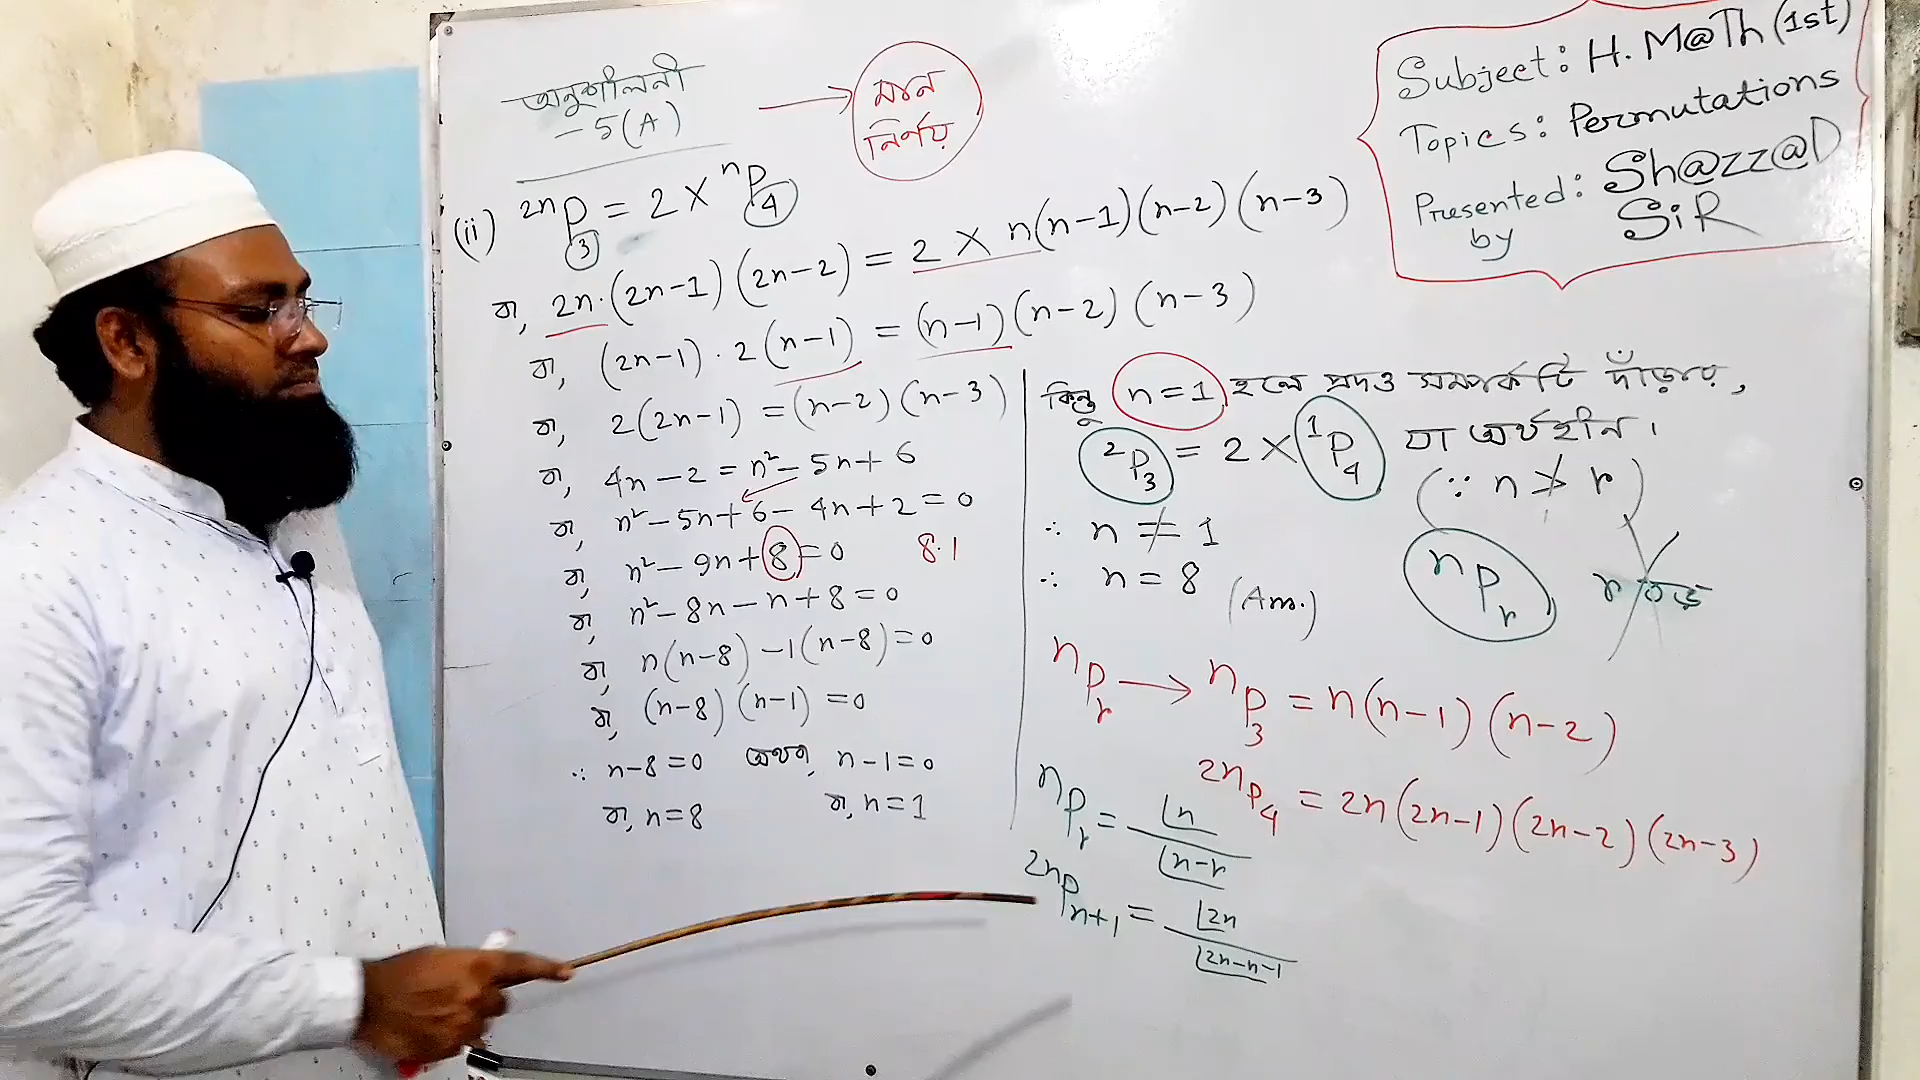 অনুশীলনী
- 5(A)
মান
নির্ণয়
Subject: H. M@Th (1st)
Topics: Permutations
Presented: Sh@zz@D
by SiR
(ii) ²ⁿP₃ = 2 × ⁿP₄
বা, 2n·(2n-1)(2n-2) = 2 × n(n-1)(n-2)(n-3)
বা, (2n-1)·2(n-1) = (n-1)(n-2)(n-3)
বা, 2(2n-1) = (n-2)(n-3)
বা, 4n-2 = n²-5n+6
বা, n²-5n+6-4n+2=0
বা, n²-9n+8=0 8·1
বা, n²-8n-n+8=0
বা, n(n-8)-1(n-8)=0
বা, (n-8)(n-1)=0
∴ n-8=0 অথবা, n-1=0
বা, n=8 বা, n=1
কিন্তু n=1 হলে প্রদত্ত সম্পর্কটি দাঁড়ায়,
²P₃ = 2 × ¹P₄ যা অর্থহীন।
(∵ n ≯ r)
∴ n ≠ 1
∴ n = 8 (Ans.)
ⁿPᵣ
r বড়
ⁿPᵣ → ⁿP₃ = n(n-1)(n-2)
²ⁿP₄ = 2n(2n-1)(2n-2)(2n-3)
ⁿPᵣ = |n / |n-r
²ⁿPₙ₊₁ = |2n / |2n-n-1